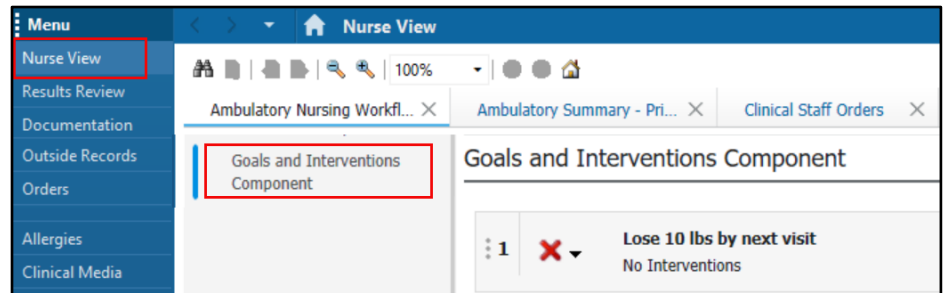 Menu
Nurse View
Nurse View
Results Review
Documentation
Outside Records
Orders
Allergies
Clinical Media
100%
Ambulatory Nursing Workfl...
Ambulatory Summary - Pri...
Clinical Staff Orders
Goals and Interventions
Component
Goals and Interventions Component
1
Lose 10 lbs by next visit
No Interventions